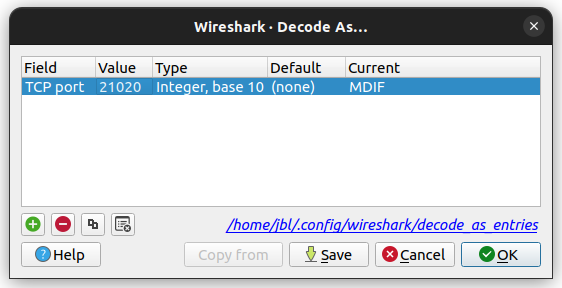 Wireshark · Decode As…
Field Value Type Default Current
TCP port 21020 Integer, base 10 (none) MDIF
/home/jbl/.config/wireshark/decode_as_entries
Help Copy from Save Cancel OK